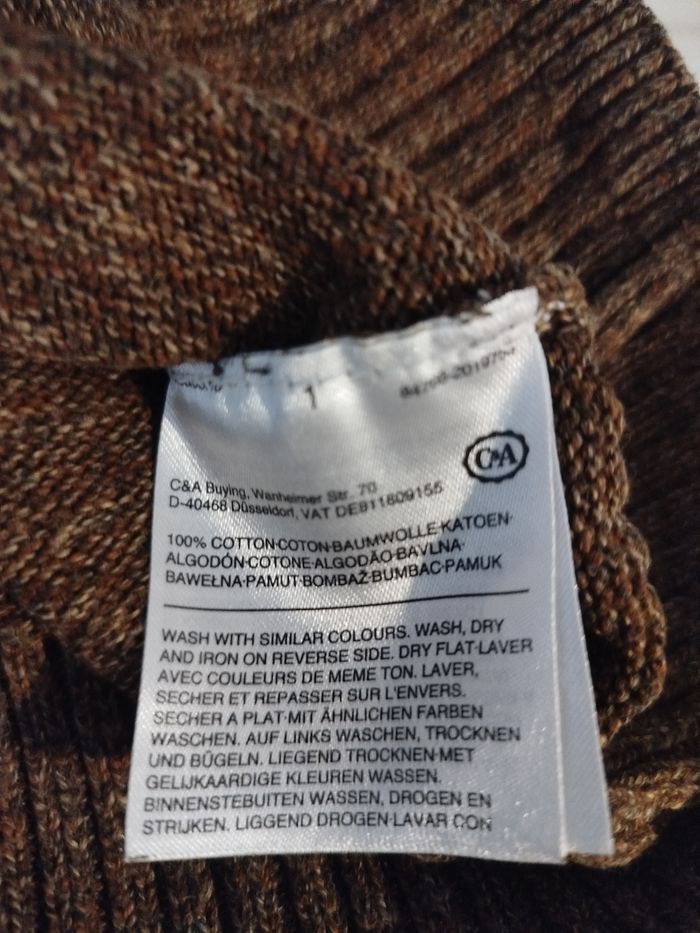 1
C&A
C&A Buying, Wanheimer Str. 70
D-40468 Düsseldorf, VAT DE811809155
100% COTTON·COTON·BAUMWOLLE·KATOEN·
ALGODÓN·COTONE·ALGODÃO·BAVLNA·
BAWEŁNA·PAMUT·BOMBAŽ·BUMBAC·PAMUK
WASH WITH SIMILAR COLOURS. WASH, DRY
AND IRON ON REVERSE SIDE. DRY FLAT·LAVER
AVEC COULEURS DE MEME TON. LAVER,
SECHER ET REPASSER SUR L'ENVERS.
SECHER A PLAT·MIT ÄHNLICHEN FARBEN
WASCHEN. AUF LINKS WASCHEN, TROCKNEN
UND BÜGELN. LIEGEND TROCKNEN·MET
GELIJKAARDIGE KLEUREN WASSEN.
BINNENSTEBUITEN WASSEN, DROGEN EN
STRIJKEN. LIGGEND DROGEN·LAVAR CON